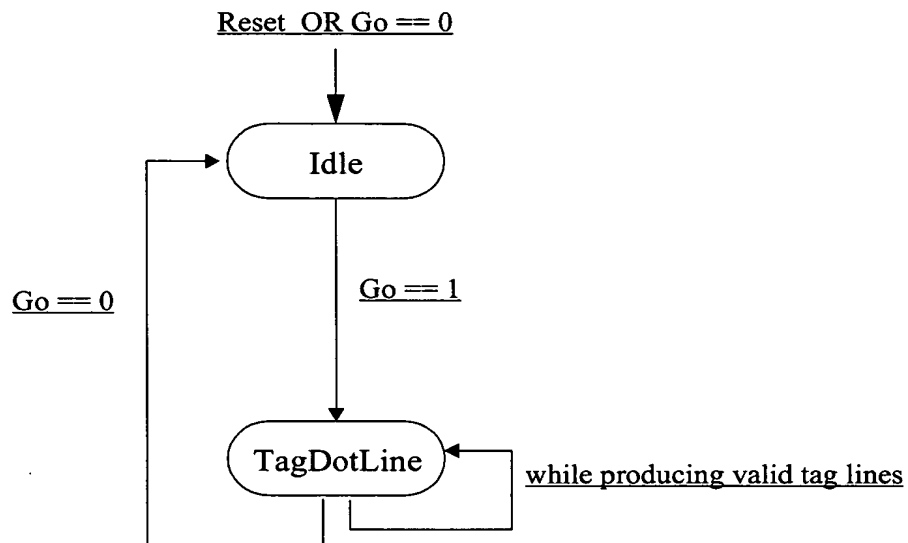 Reset OR Go == 0
Idle
Go == 0
Go == 1
TagDotLine
while producing valid tag lines